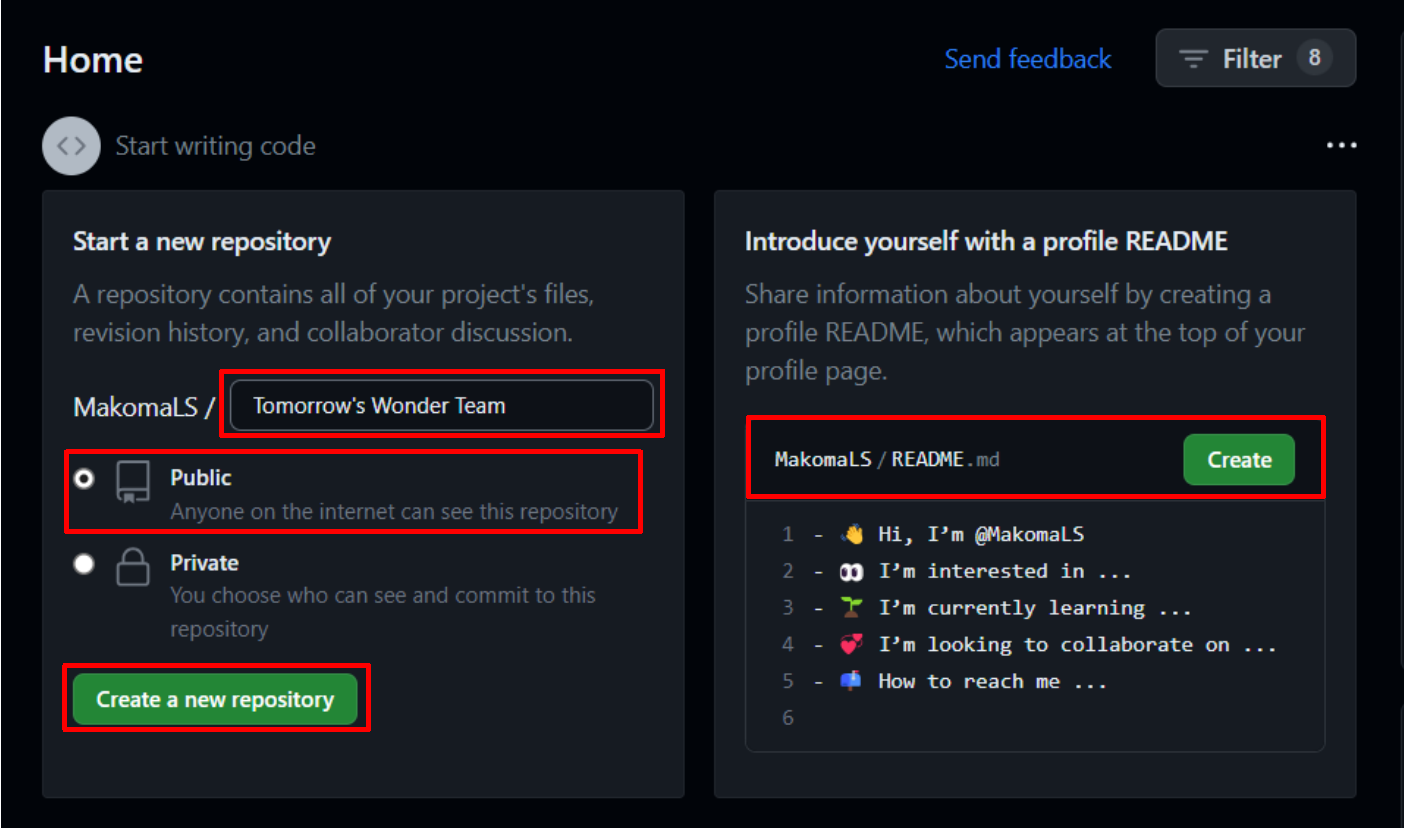 Home
Send feedback
Filter 8
Start writing code
Start a new repository
A repository contains all of your project's files,
revision history, and collaborator discussion.
MakomaLS / Tomorrow's Wonder Team
Public
Anyone on the internet can see this repository
Private
You choose who can see and commit to this
repository
Create a new repository
Introduce yourself with a profile README
Share information about yourself by creating a
profile README, which appears at the top of your
profile page.
MakomaLS / README.md
Create
1 - 👋 Hi, I’m @MakomaLS
2 - 👀 I’m interested in ...
3 - 🌱 I’m currently learning ...
4 - 💞️ I’m looking to collaborate on ...
5 - 📫 How to reach me ...
6